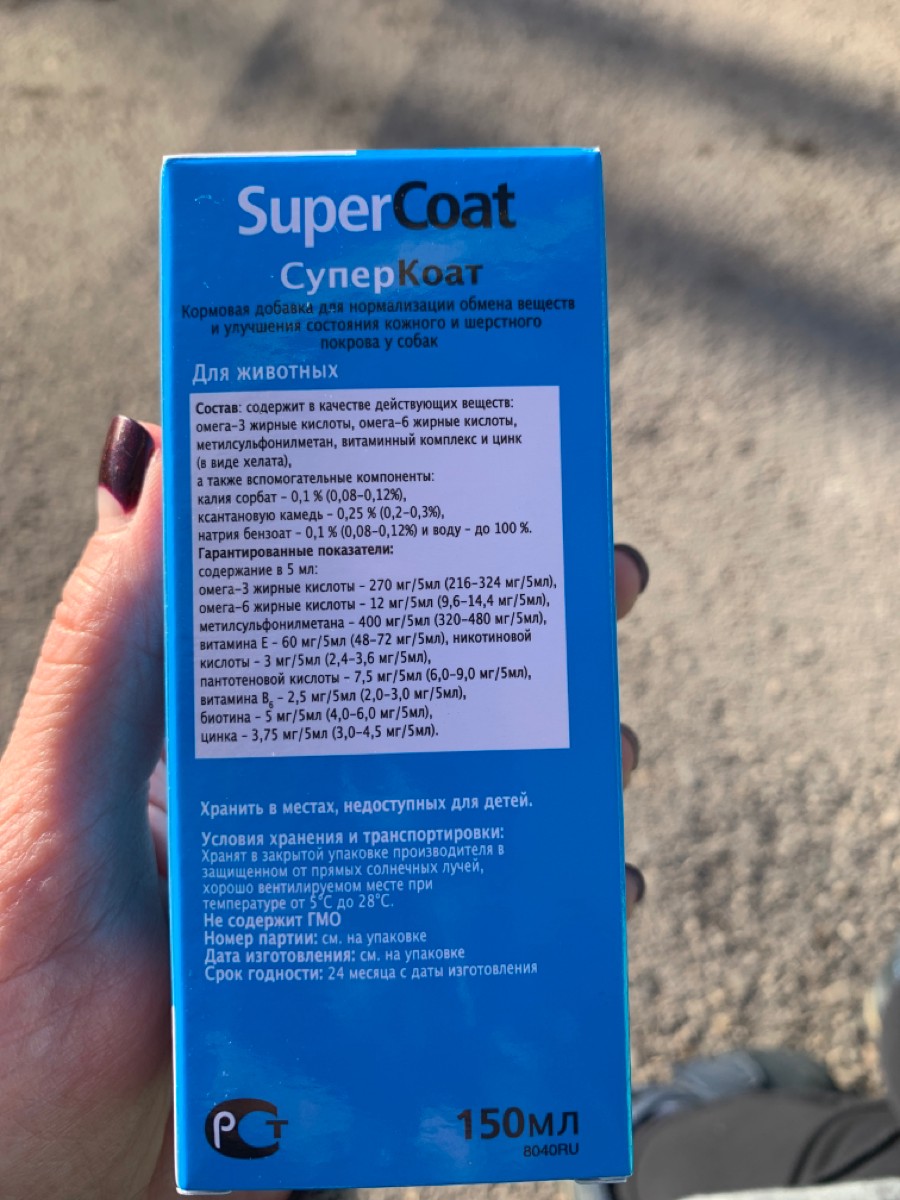 SuperCoat
СуперКоат
Кормовая добавка для нормализации обмена веществ
и улучшения состояния кожного и шерстного
покрова у собак
Для животных
Состав: содержит в качестве действующих веществ:
омега-3 жирные кислоты, омега-6 жирные кислоты,
метилсульфонилметан, витаминный комплекс и цинк
(в виде хелата),
а также вспомогательные компоненты:
калия сорбат – 0,1 % (0,08–0,12%),
ксантановую камедь – 0,25 % (0,2–0,3%),
натрия бензоат – 0,1 % (0,08–0,12%) и воду – до 100 %.
Гарантированные показатели:
содержание в 5 мл:
омега-3 жирные кислоты – 270 мг/5мл (216–324 мг/5мл),
омега-6 жирные кислоты – 12 мг/5мл (9,6–14,4 мг/5мл),
метилсульфонилметана – 400 мг/5мл (320–480 мг/5мл),
витамина Е – 60 мг/5мл (48–72 мг/5мл), никотиновой
кислоты – 3 мг/5мл (2,4–3,6 мг/5мл),
пантотеновой кислоты – 7,5 мг/5мл (6,0–9,0 мг/5мл),
витамина В₆ – 2,5 мг/5мл (2,0–3,0 мг/5мл),
биотина – 5 мг/5мл (4,0–6,0 мг/5мл),
цинка – 3,75 мг/5мл (3,0–4,5 мг/5мл).
Хранить в местах, недоступных для детей.
Условия хранения и транспортировки:
Хранят в закрытой упаковке производителя в
защищенном от прямых солнечных лучей,
хорошо вентилируемом месте при
температуре от 5°С до 28°С.
Не содержит ГМО
Номер партии: см. на упаковке
Дата изготовления: см. на упаковке
Срок годности: 24 месяца с даты изготовления
РСТ
150мл
8040RU